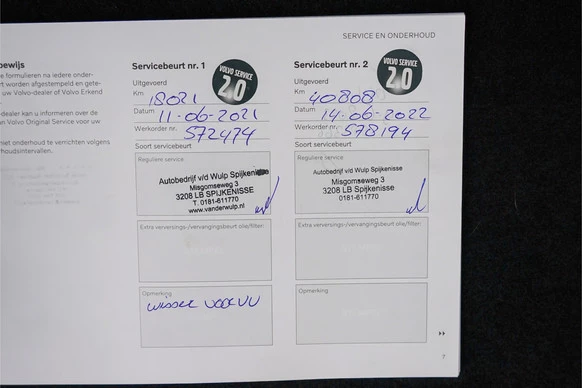 SERVICE EN ONDERHOUD
bewijs
e formulieren na iedere onder-
rt worden afgestempeld en gete-
uw Volvo-dealer of Volvo Erkend
dealer kan u informeren over de
an Volvo Original Service voor uw
iet onderhoud te verrichten volgens
houdsintervallen.
Servicebeurt nr. 1
VOLVO SERVICE
2.0
Uitgevoerd
Km 18021
Datum 11-06-2021
Werkorder nr. 572474
Soort servicebeurt
Reguliere service:
Autobedrijf v/d Wulp Spijkenisse
Misgomseweg 3
3208 LB SPIJKENISSE
T. 0181-611770
www.vanderwulp.nl
Extra verversings-/vervangingsbeurt olie/filter:
Opmerking
wisser voor vv
Servicebeurt nr. 2
VOLVO SERVICE
2.0
Uitgevoerd
Km 40808
Datum 14-06-2022
Werkorder nr. 578194
Soort servicebeurt
Reguliere service
Autobedrijf v/d Wulp Spijkenisse
Misgomseweg 3
3208 LB Spijkenisse
0181-611770
Extra verversings-/vervangingsbeurt olie/filter:
Opmerking
7